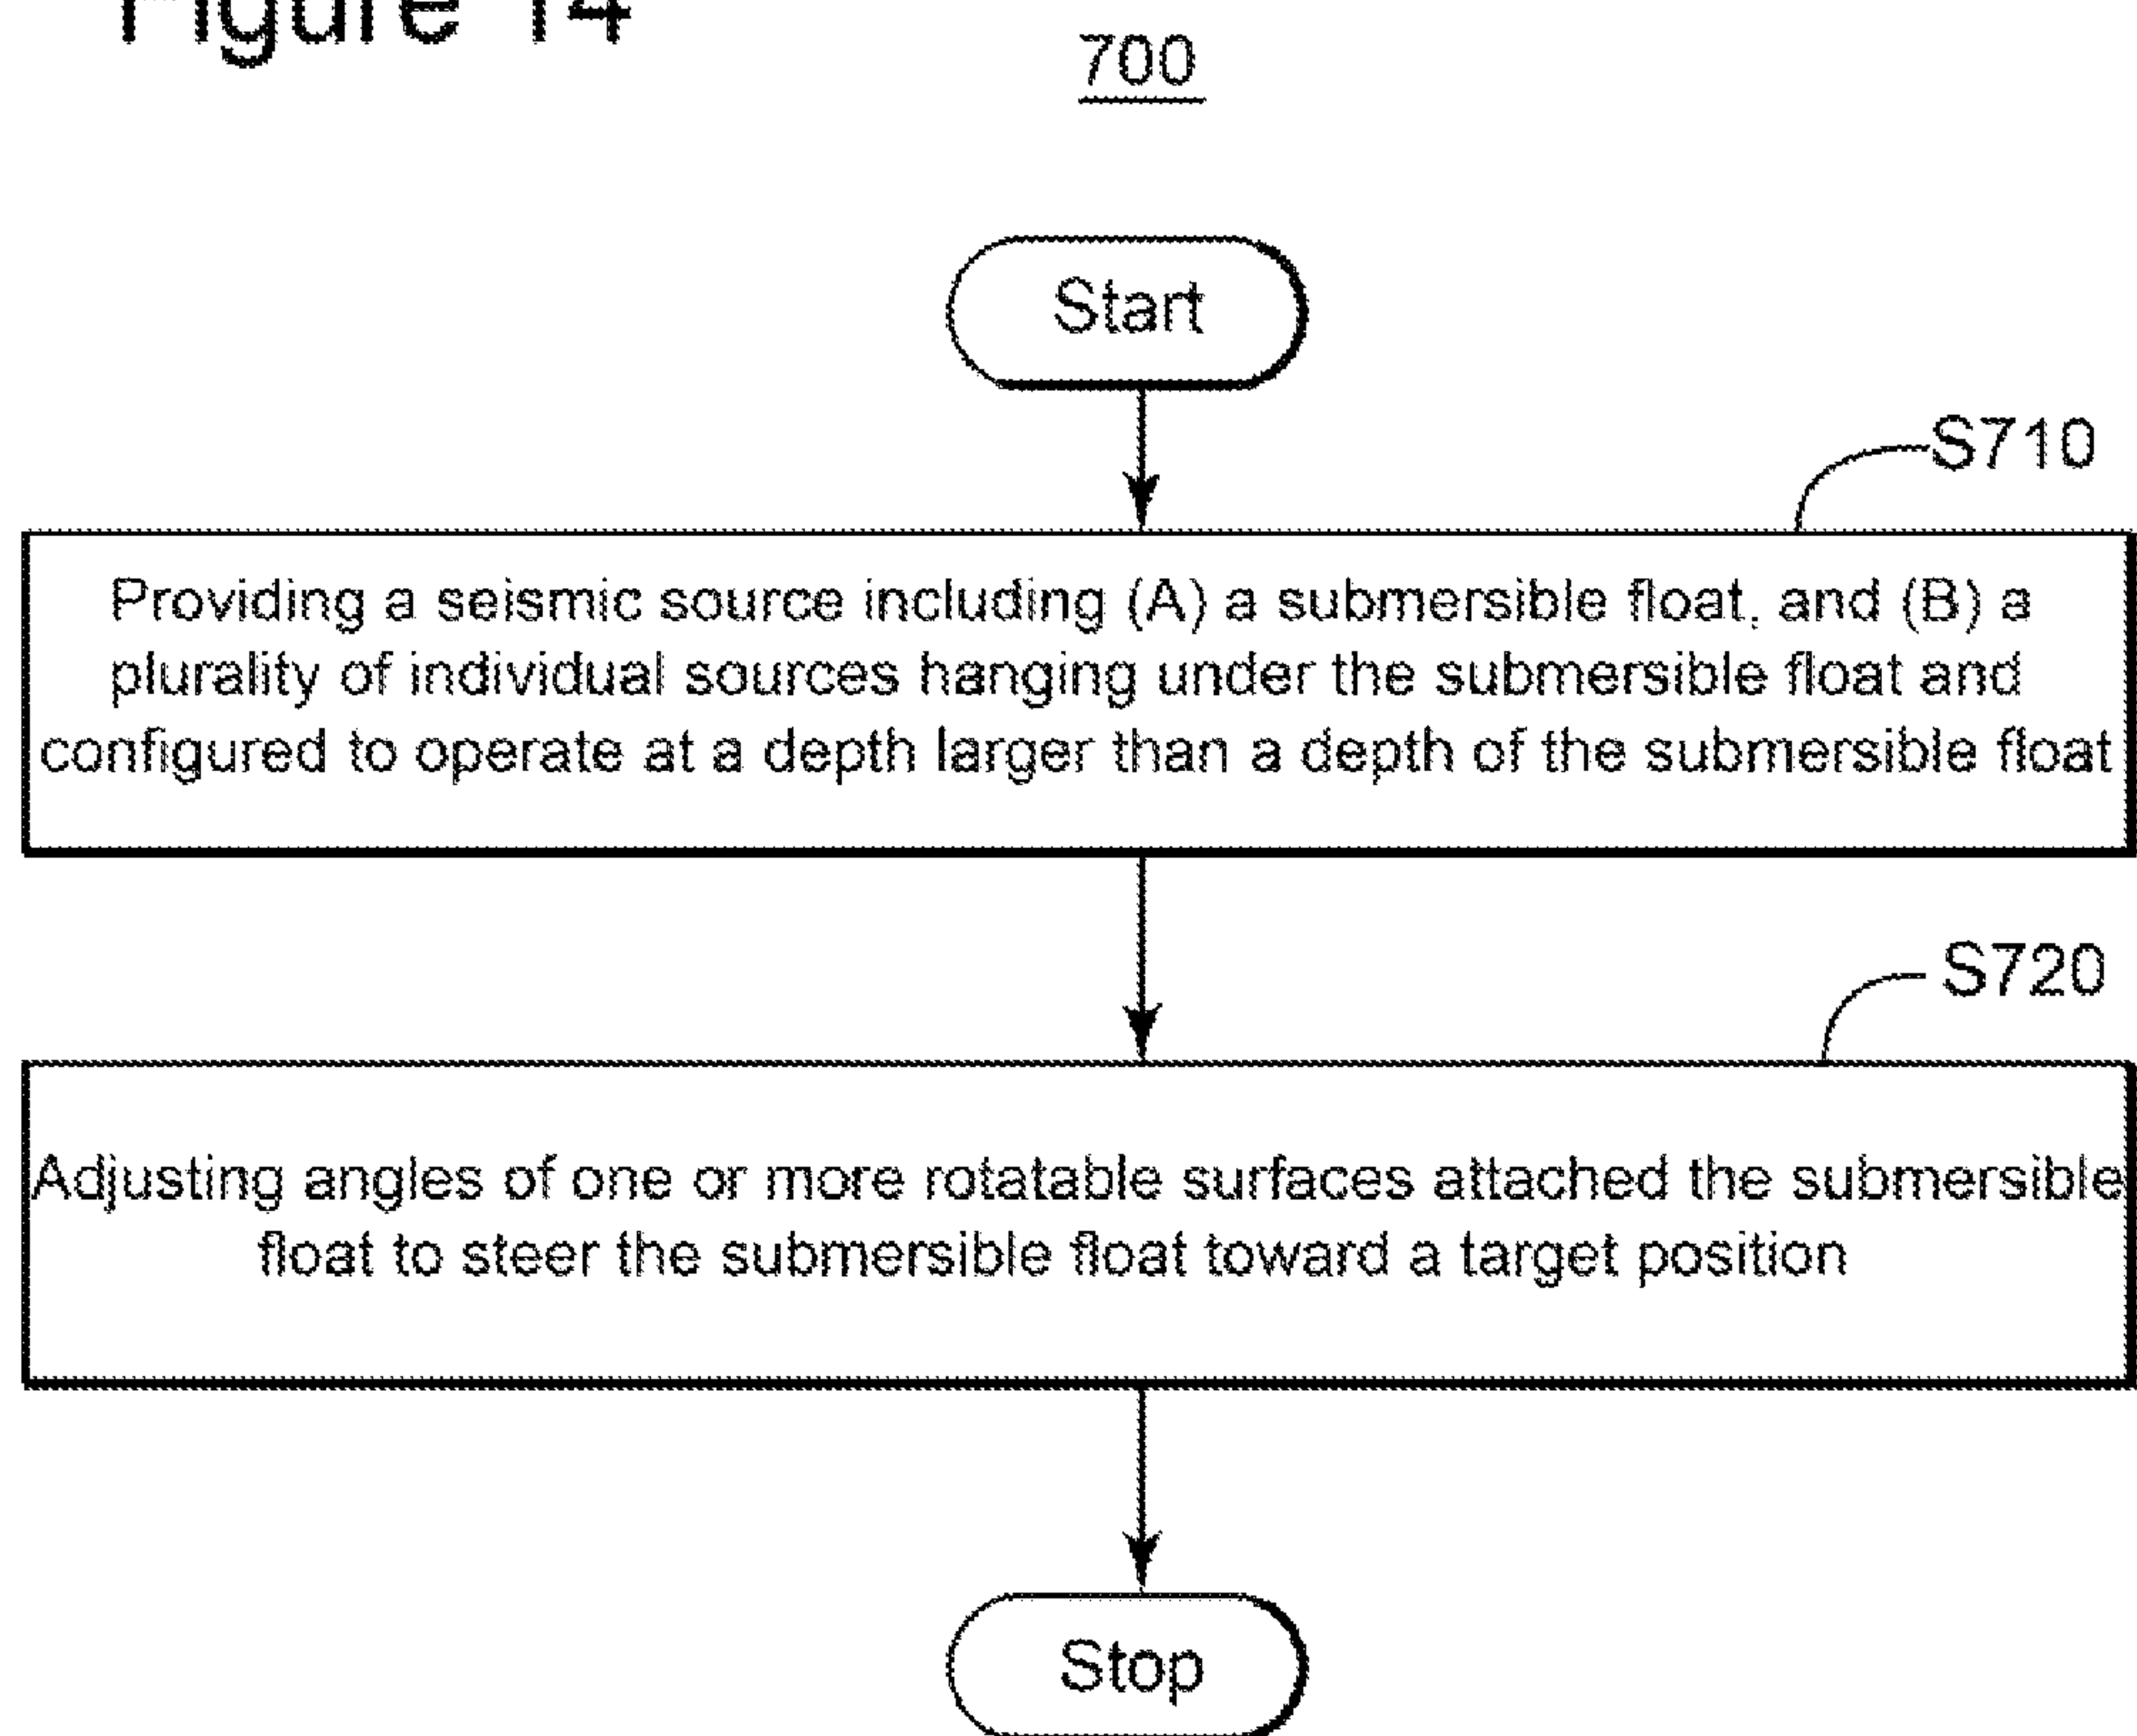 Figure 14
700
Start
S710
Providing a seismic source including (A) a submersible float, and (B) a
plurality of individual sources hanging under the submersible float and
configured to operate at a depth larger than a depth of the submersible float
S720
Adjusting angles of one or more rotatable surfaces attached the submersible
float to steer the submersible float toward a target position
Stop